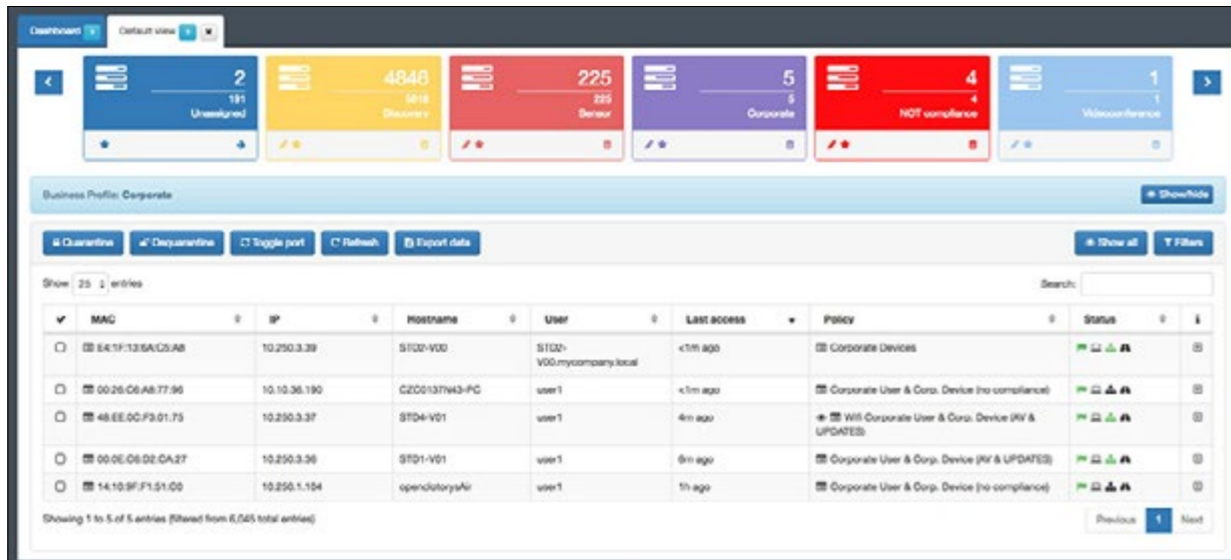 Dashboard
Default view
2
191
Unassigned
4848
5818
Discovery
225
225
Sensor
5
5
Corporate
4
4
NOT compliance
1
1
Videoconference
Business Profile: Corporate
Show/hide
Quarantine Dequarantine Toggle port Refresh Export data Show all Filters
Show 25 entries Search:
MAC IP Hostname User Last access Policy Status i
10.250.3.39 STD2-V00 STD2- <1m ago Corporate Devices
V00.mycompany.local
00:26:C6:A8:77:96 10.10.36.190 CZC0137N43-PC user1 <1m ago Corporate User & Corp. Device (no compliance)
48:EE:0C:F3:01:75 10.250.3.37 STD4-V01 user1 4m ago Wifi Corporate User & Corp. Device (AV &
UPDATES)
00:0E:C6:D2:CA:27 10.250.3.36 STD1-V01 user1 6m ago Corporate User & Corp. Device (AV & UPDATES)
14:10:9F:F1:51:C0 10.250.1.104 1h ago Corporate User & Corp. Device (no compliance)
Showing 1 to 5 of 5 entries (filtered from 6,045 total entries)
Previous 1 Next